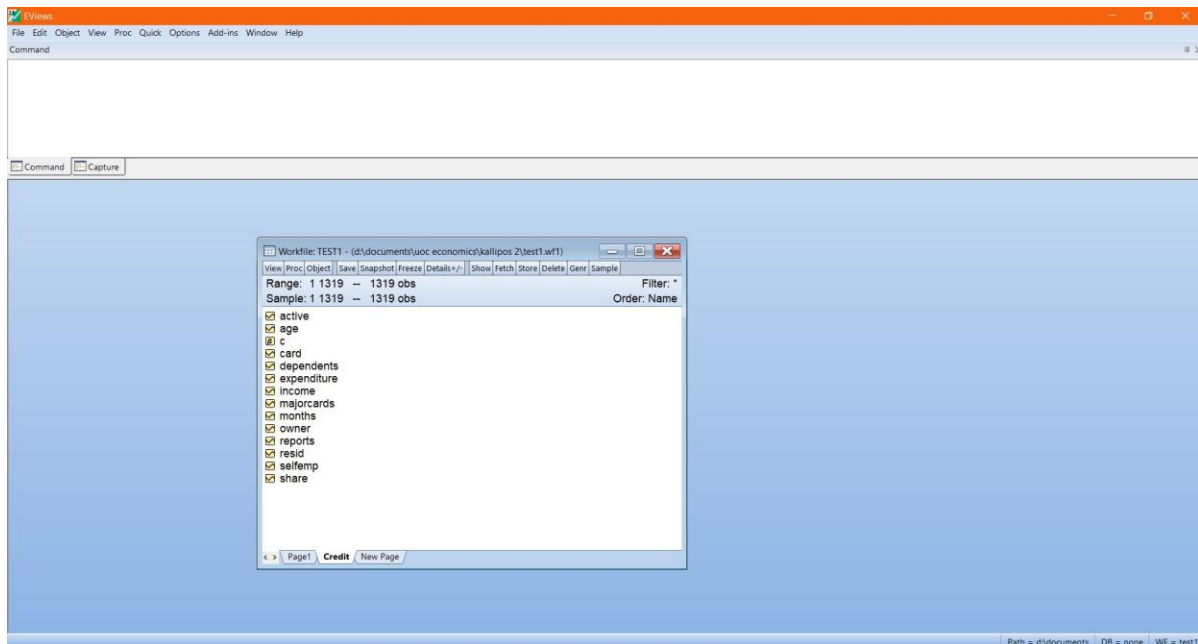 EViews
File Edit Object View Proc Quick Options Add-ins Window Help
Command
Command Capture
Workfile: TEST1 - (d:\documents\uoc economics\kallipos 2\test1.wf1)
View Proc Object Save Snapshot Freeze Details+/- Show Fetch Store Delete Genr Sample
Range: 1 1319 -- 1319 obs Filter: *
Sample: 1 1319 -- 1319 obs Order: Name
active
age
c
card
dependents
expenditure
income
majorcards
months
owner
reports
resid
selfemp
share
< > Page1 Credit New Page
Path = d:\documents DB = none WF = test1